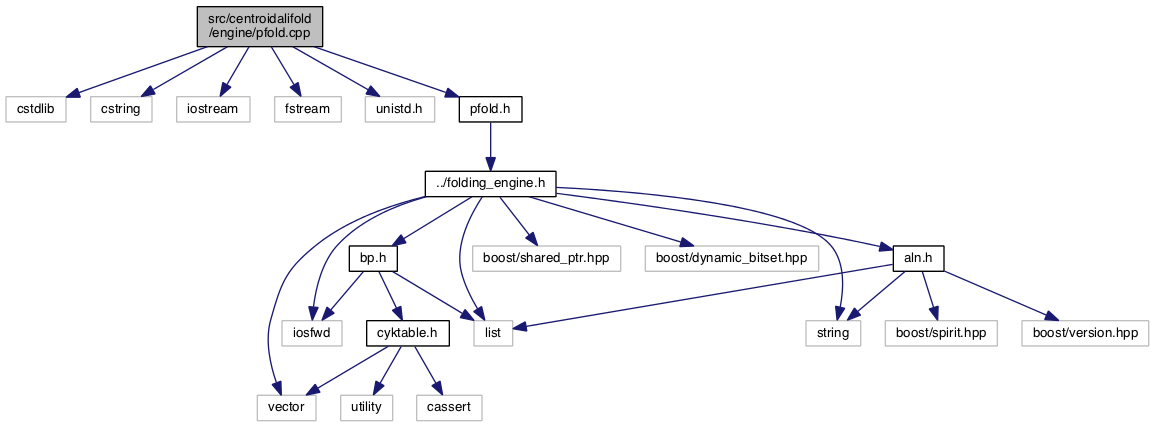 src/centroidalifold
/engine/pfold.cpp
cstdlib
cstring
iostream
fstream
unistd.h
pfold.h
../folding_engine.h
bp.h
boost/shared_ptr.hpp
boost/dynamic_bitset.hpp
aln.h
iosfwd
cyktable.h
list
string
boost/spirit.hpp
boost/version.hpp
vector
utility
cassert